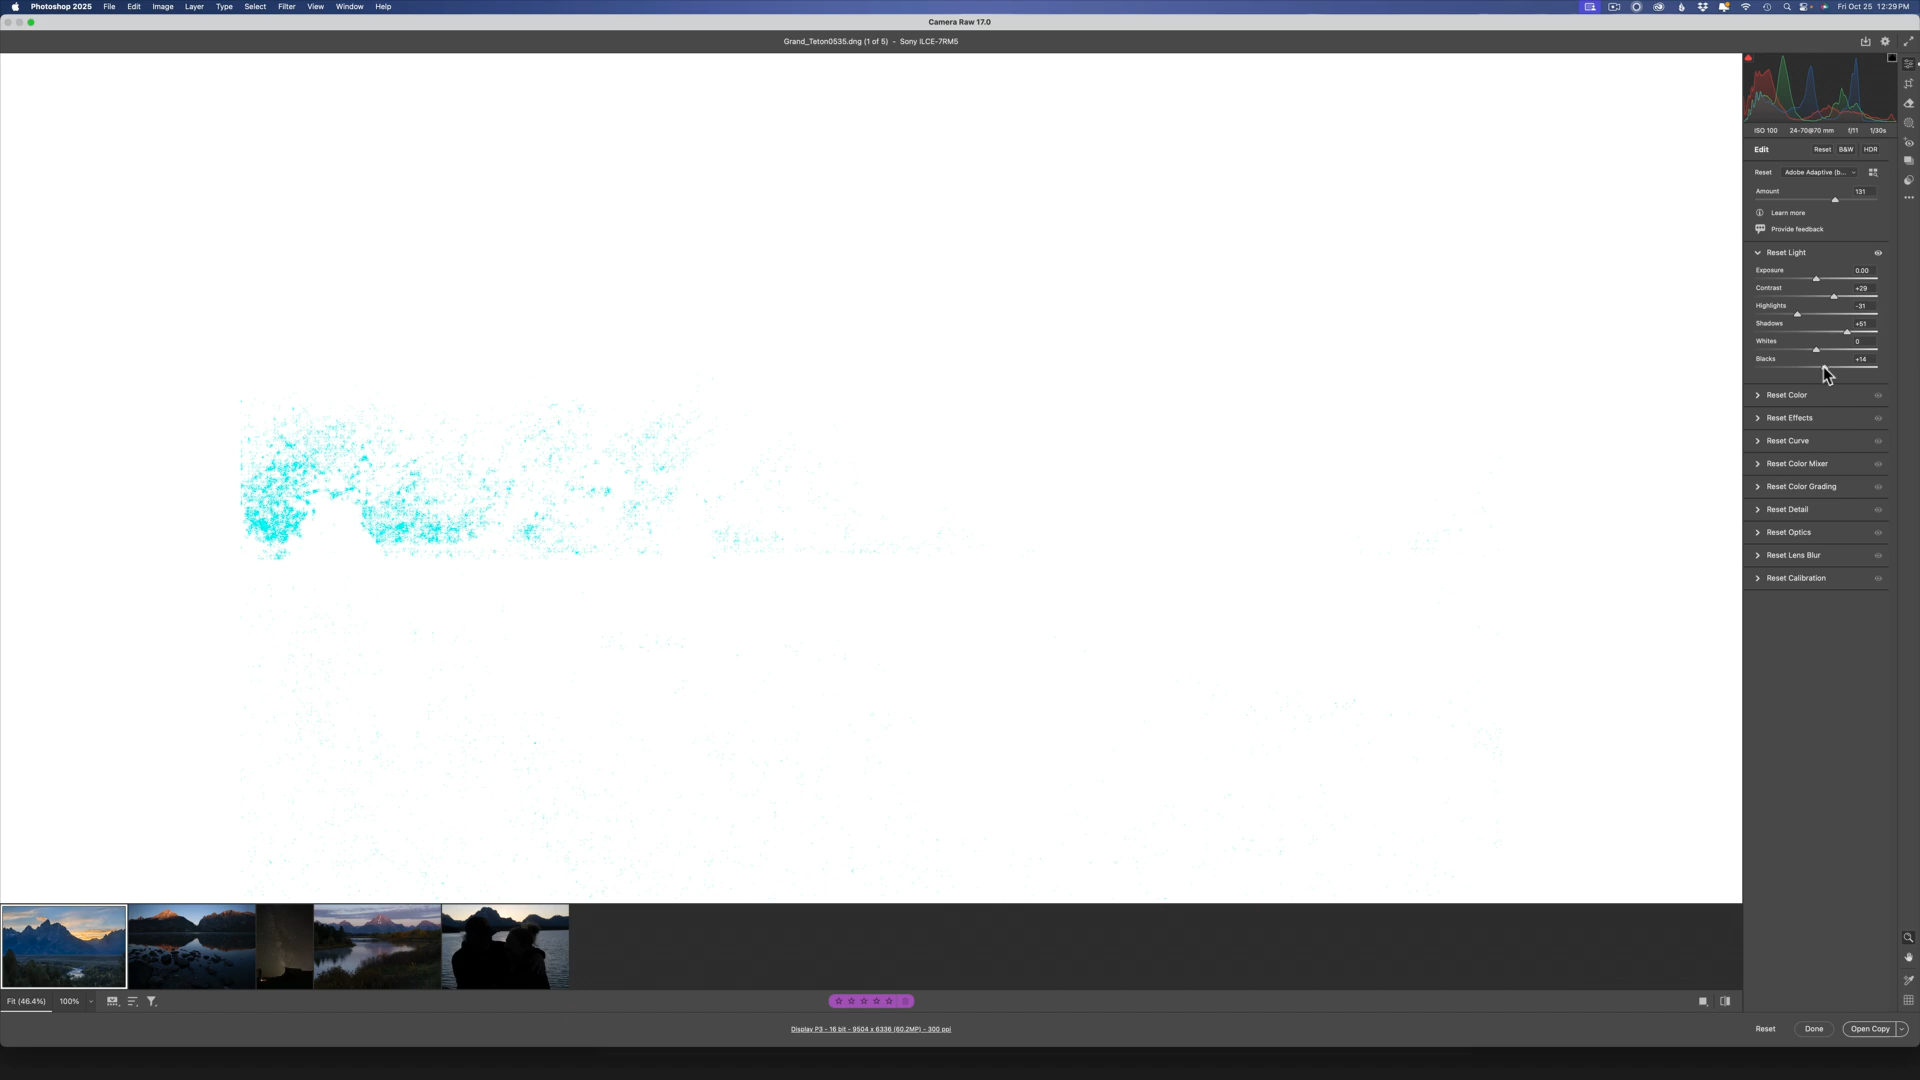 Photoshop 2025 File Edit Image Layer Type Select Filter View Window Help Fri Oct 25 12:29 PM
Camera Raw 17.0
Grand_Teton0535.dng (1 of 5) - Sony ILCE-7RM5
ISO 100 24-70@70 mm f/11 1/30s
Edit Reset B&W HDR
Reset Adobe Adaptive (b...
Amount 131
Learn more
Provide feedback
Reset Light
Exposure 0.00
Contrast +29
Highlights -31
Shadows +51
Whites 0
Blacks +14
Reset Color
Reset Effects
Reset Curve
Reset Color Mixer
Reset Color Grading
Reset Detail
Reset Optics
Reset Lens Blur
Reset Calibration
Fit (46.4%) 100%
Display P3 - 16 bit - 9504 x 6336 (60.2MP) - 300 ppi
Reset Done Open Copy